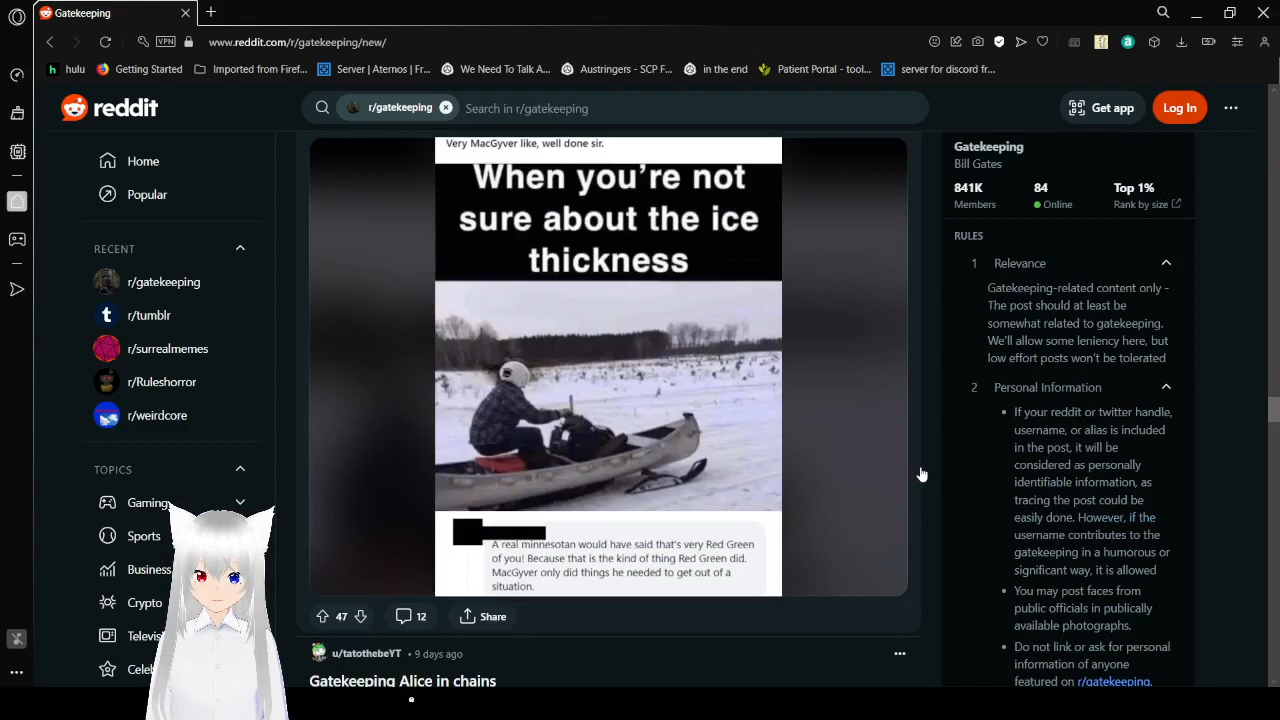 Gatekeeping
www.reddit.com/r/gatekeeping/new/
VPN
hulu
Getting Started
Imported from Firef...
Server | Aternos | Fr...
We Need To Talk A...
Austringers - SCP F...
in the end
Patient Portal - tool...
server for discord fr...
reddit
r/gatekeeping
Search in r/gatekeeping
Get app
Log In
Home
Popular
RECENT
r/gatekeeping
r/tumblr
r/surrealmemes
r/Ruleshorror
r/weirdcore
TOPICS
Gaming
Sports
Business
Crypto
Televi
Celeb
Very MacGyver like, well done sir.
When you're not
sure about the ice
thickness
A real minnesotan would have said that's very Red Green
of you! Because that is the kind of thing Red Green did.
MacGyver only did things he needed to get out of a
situation.
47
12
Share
u/tatothebeYT • 9 days ago
Gatekeeping Alice in chains
Gatekeeping
Bill Gates
841K
Members
84
Online
Top 1%
Rank by size
RULES
1 Relevance
Gatekeeping-related content only -
The post should at least be
somewhat related to gatekeeping.
We'll allow some leniency here, but
low effort posts won't be tolerated
2 Personal Information
• If your reddit or twitter handle,
username, or alias is included
in the post, it will be
considered as personally
identifiable information, as
tracing the post could be
easily done. However, if the
username contributes to the
gatekeeping in a humorous or
significant way, it is allowed
• You may post faces from
public officials in publically
available photographs.
• Do not link or ask for personal
information of anyone
featured on r/gatekeeping.